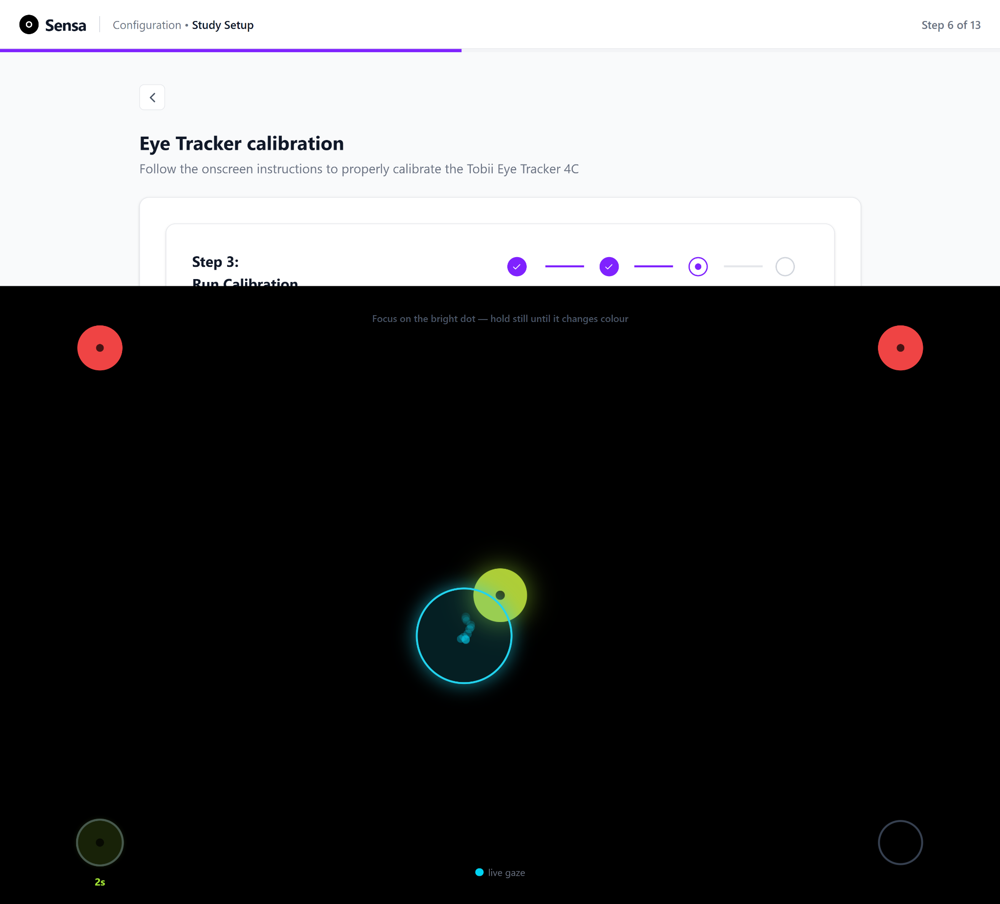 Sensa
Configuration • Study Setup
Step 6 of 13
Eye Tracker calibration
Follow the onscreen instructions to properly calibrate the Tobii Eye Tracker 4C
Step 3:
Run Calibration
Focus on the bright dot — hold still until it changes colour
live gaze
2s